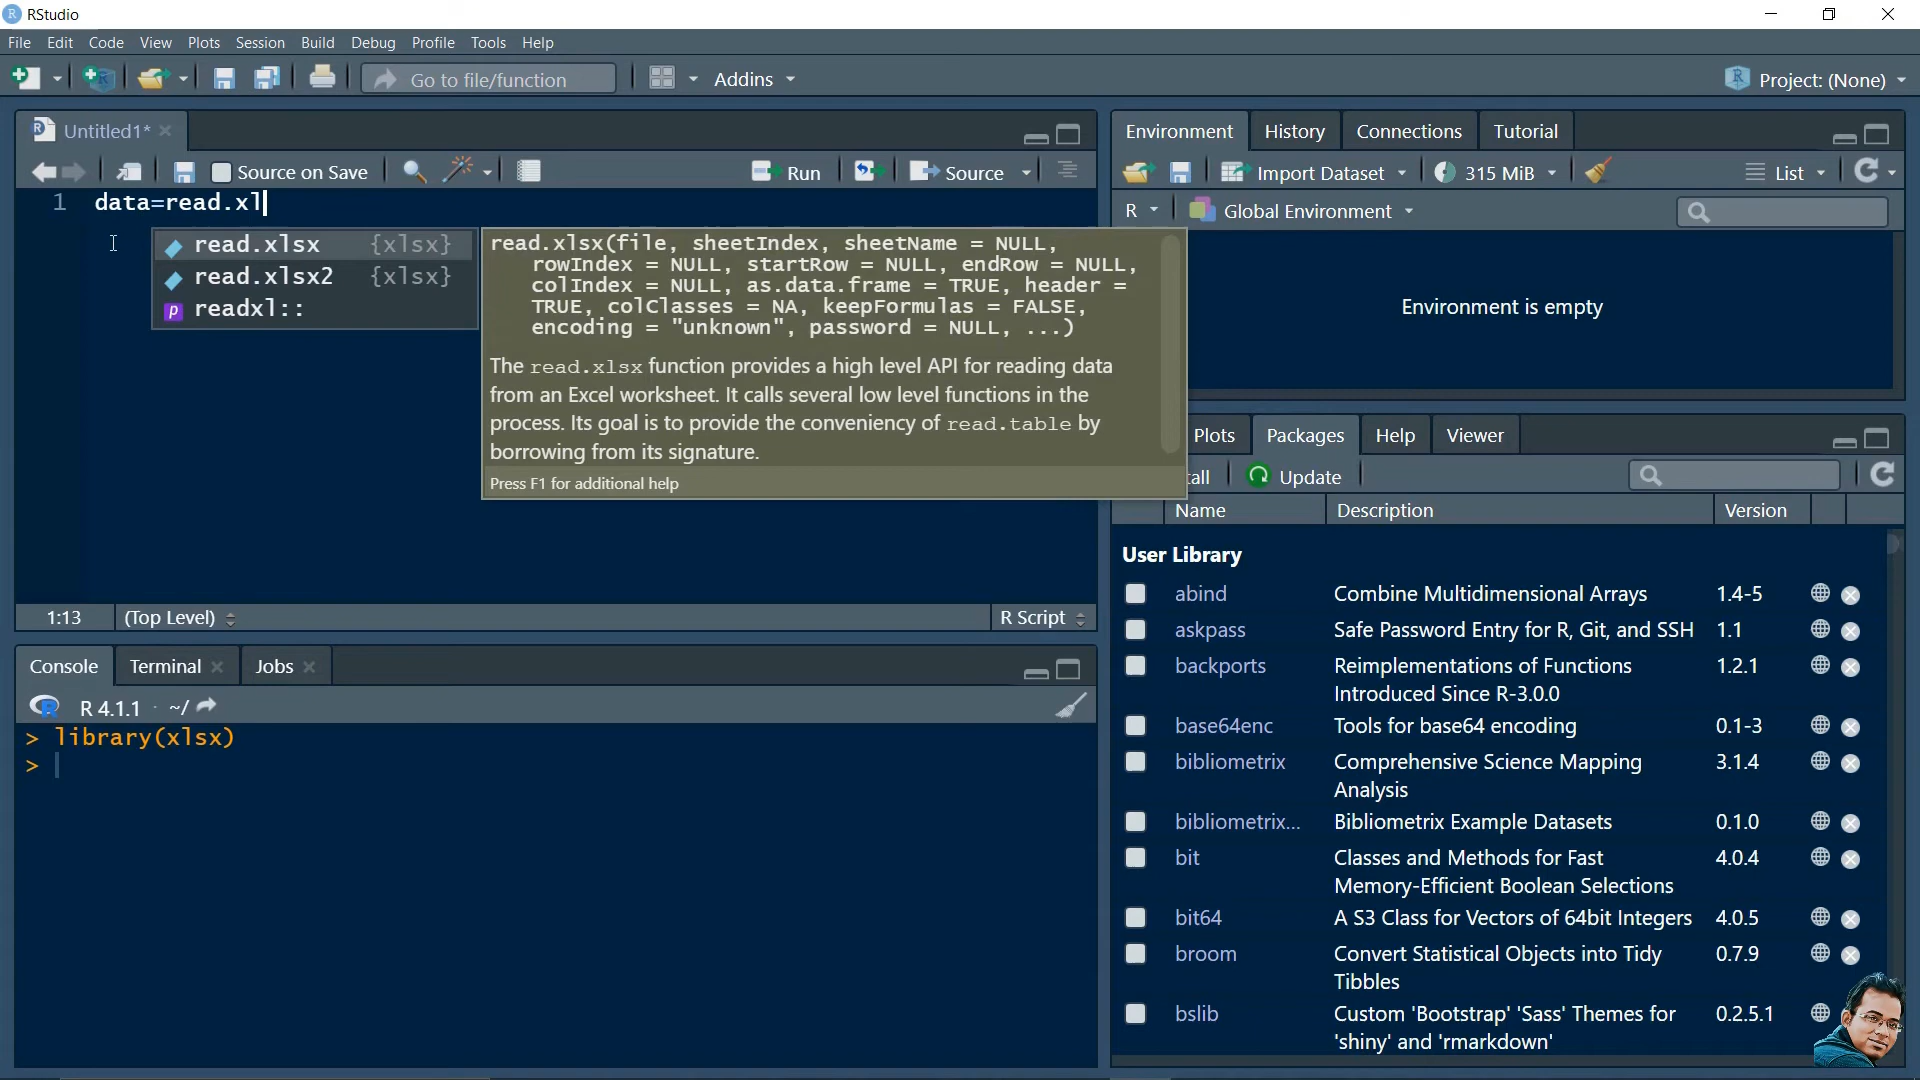 RStudio
File Edit Code View Plots Session Build Debug Profile Tools Help
Go to file/function Addins Project: (None)
Untitled1*
Source on Save Run Source
1 data=read.xl
read.xlsx {xlsx}
read.xlsx2 {xlsx}
readxl::
read.xlsx(file, sheetIndex, sheetName = NULL,
rowIndex = NULL, startRow = NULL, endRow = NULL,
colIndex = NULL, as.data.frame = TRUE, header =
TRUE, colClasses = NA, keepFormulas = FALSE,
encoding = "unknown", password = NULL, ...)
The read.xlsx function provides a high level API for reading data
from an Excel worksheet. It calls several low level functions in the
process. Its goal is to provide the conveniency of read.table by
borrowing from its signature.
Press F1 for additional help
1:13 (Top Level) R Script
Console Terminal Jobs
R 4.1.1 · ~/
> library(xlsx)
>
Environment History Connections Tutorial
Import Dataset 315 MiB List
R Global Environment
Environment is empty
Plots Packages Help Viewer
all Update
Name Description Version
User Library
abind Combine Multidimensional Arrays 1.4-5
askpass Safe Password Entry for R, Git, and SSH 1.1
backports Reimplementations of Functions 1.2.1
Introduced Since R-3.0.0
base64enc Tools for base64 encoding 0.1-3
bibliometrix Comprehensive Science Mapping 3.1.4
Analysis
bibliometrix... Bibliometrix Example Datasets 0.1.0
bit Classes and Methods for Fast 4.0.4
Memory-Efficient Boolean Selections
bit64 A S3 Class for Vectors of 64bit Integers 4.0.5
broom Convert Statistical Objects into Tidy 0.7.9
Tibbles
bslib Custom 'Bootstrap' 'Sass' Themes for 0.2.5.1
'shiny' and 'rmarkdown'